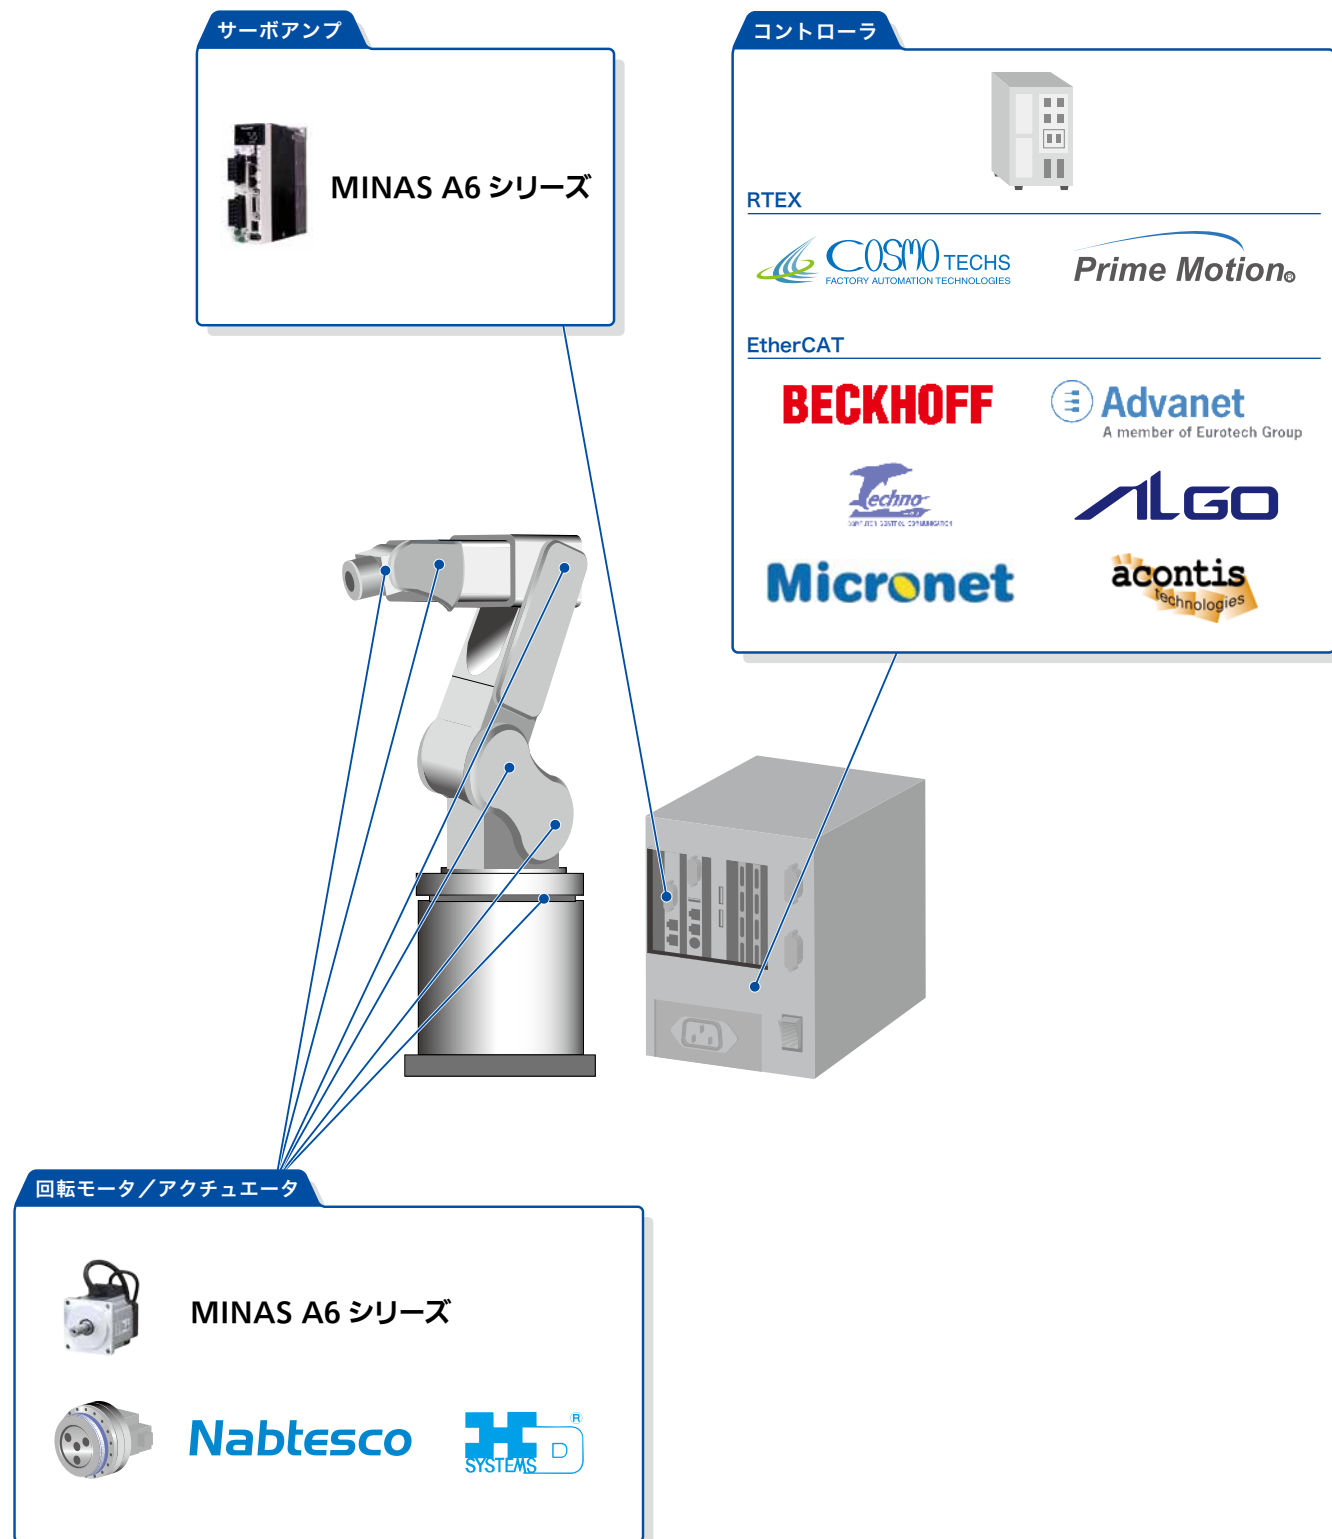 サーボアンプ
MINAS A6 シリーズ
コントローラ
RTEX
COSMO TECHS
FACTORY AUTOMATION TECHNOLOGIES
Prime Motion®
EtherCAT
BECKHOFF
Advanet
A member of Eurotech Group
Techno
COMPUTER CONTROL COMMUNICATION
ALGO
Micronet
acontis
technologies
回転モータ／アクチュエータ
MINAS A6 シリーズ
Nabtesco
H D ®
SYSTEMS